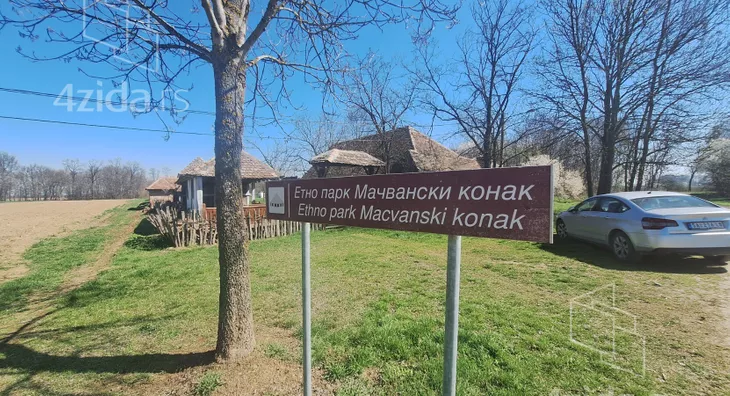 4zida.rs
Етно парк Мачвански конак
Ethno park Macvanski konak